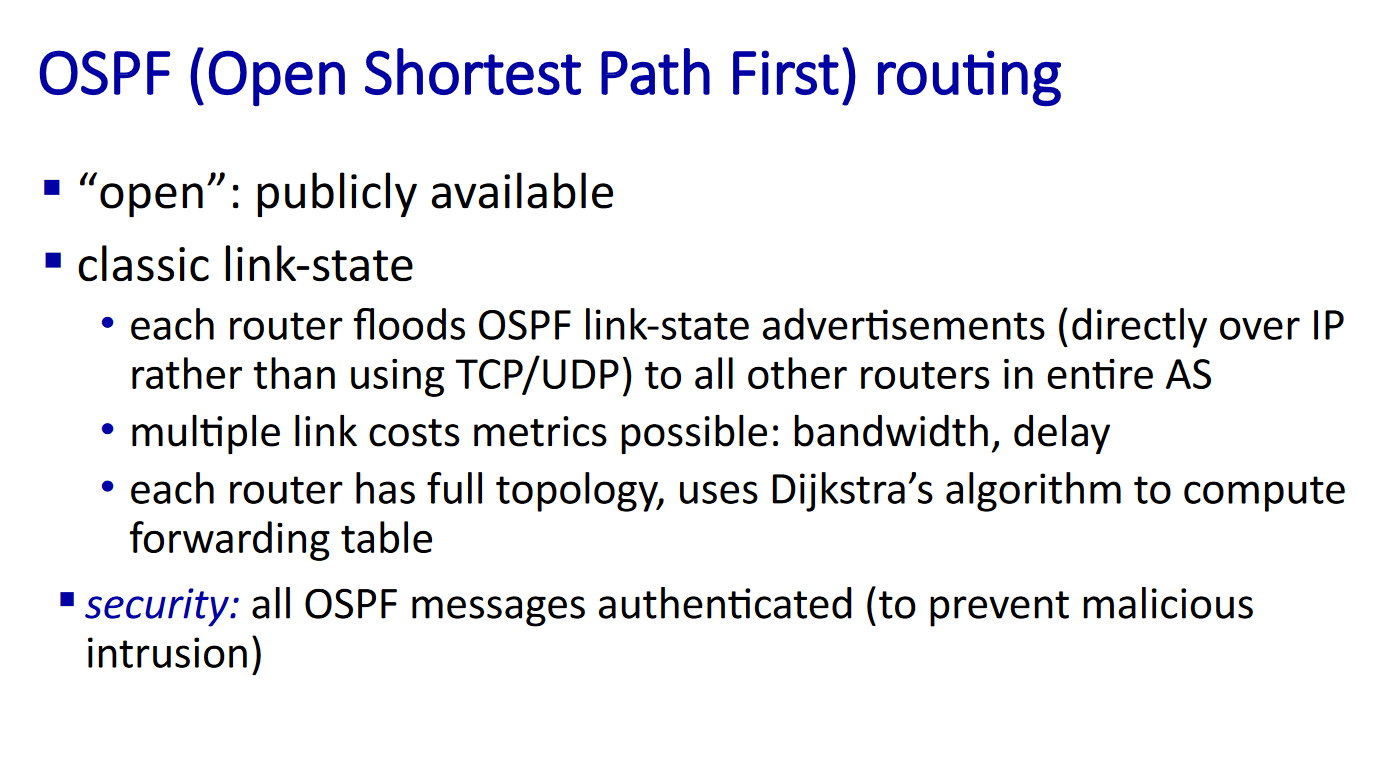 OSPF (Open Shortest Path First) routing
▪ “open”: publicly available
▪ classic link-state
• each router floods OSPF link-state advertisements (directly over IP
rather than using TCP/UDP) to all other routers in entire AS
• multiple link costs metrics possible: bandwidth, delay
• each router has full topology, uses Dijkstra’s algorithm to compute
forwarding table
▪ security: all OSPF messages authenticated (to prevent malicious
intrusion)